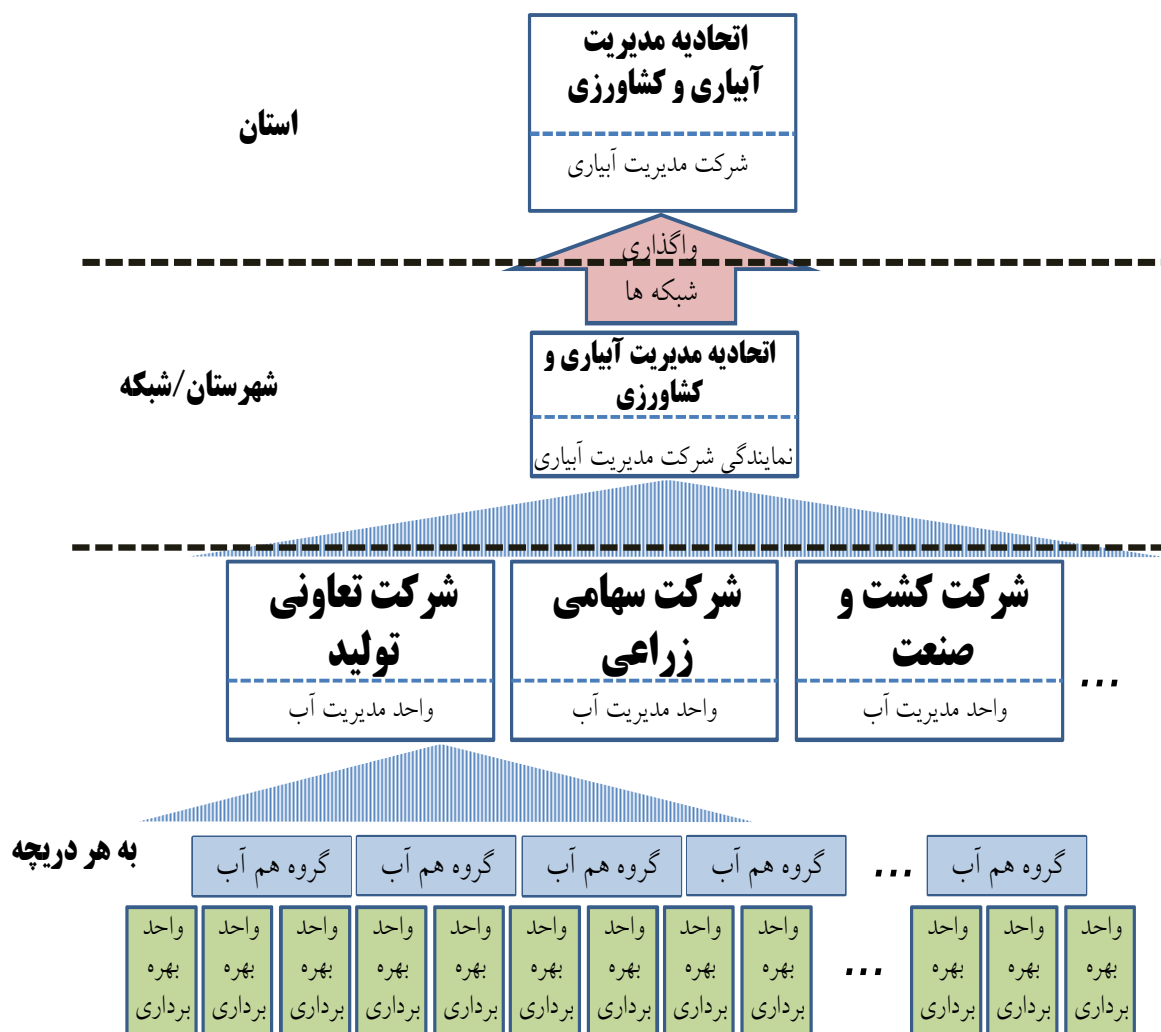 اتحادیه مدیریت
آبیاری و کشاورزی
شرکت مدیریت آبیاری
استان
واگذاری
شبکه ها
اتحادیه مدیریت آبیاری و
کشاورزی
نمایندگی شرکت مدیریت آبیاری
شهرستان/شبکه
شرکت کشت و
صنعت
واحد مدیریت آب
شرکت سهامی
زراعی
واحد مدیریت آب
شرکت تعاونی
تولید
واحد مدیریت آب
...
به هر دریچه
گروه هم آب
...
گروه هم آب
گروه هم آب
گروه هم آب
گروه هم آب
واحد
بهره
برداری
واحد
بهره
برداری
واحد
بهره
برداری
...
واحد
بهره
برداری
واحد
بهره
برداری
واحد
بهره
برداری
واحد
بهره
برداری
واحد
بهره
برداری
واحد
بهره
برداری
واحد
بهره
برداری
واحد
بهره
برداری
واحد
بهره
برداری